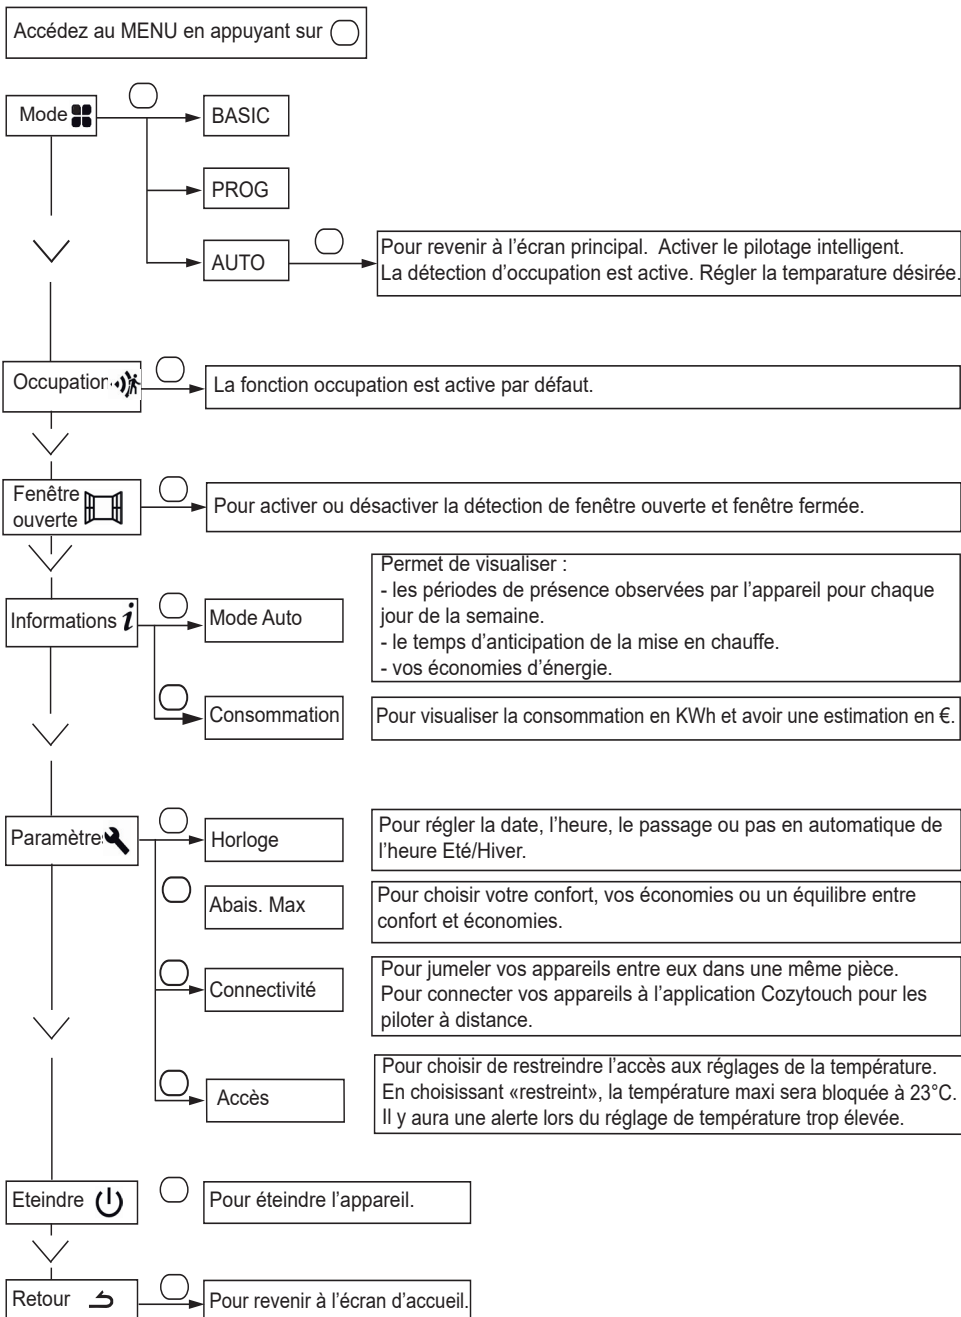 Accédez au MENU en appuyant sur
Mode
BASIC
PROG
AUTO
Pour revenir à l'écran principal. Activer le pilotage intelligent.
La détection d'occupation est active. Régler la temparature désirée.
Occupation
La fonction occupation est active par défaut.
Fenêtre
ouverte
Pour activer ou désactiver la détection de fenêtre ouverte et fenêtre fermée.
Informations
Mode Auto
Permet de visualiser :
- les périodes de présence observées par l'appareil pour chaque
jour de la semaine.
- le temps d'anticipation de la mise en chauffe.
- vos économies d'énergie.
Consommation
Pour visualiser la consommation en KWh et avoir une estimation en €.
Paramètres
Horloge
Pour régler la date, l'heure, le passage ou pas en automatique de
l'heure Eté/Hiver.
Abais. Max
Pour choisir votre confort, vos économies ou un équilibre entre
confort et économies.
Connectivité
Pour jumeler vos appareils entre eux dans une même pièce.
Pour connecter vos appareils à l'application Cozytouch pour les
piloter à distance.
Accès
Pour choisir de restreindre l'accès aux réglages de la température.
En choisissant «restreint», la température maxi sera bloquée à 23°C.
Il y aura une alerte lors du réglage de température trop élevée.
Eteindre
Pour éteindre l'appareil.
Retour
Pour revenir à l'écran d'accueil.